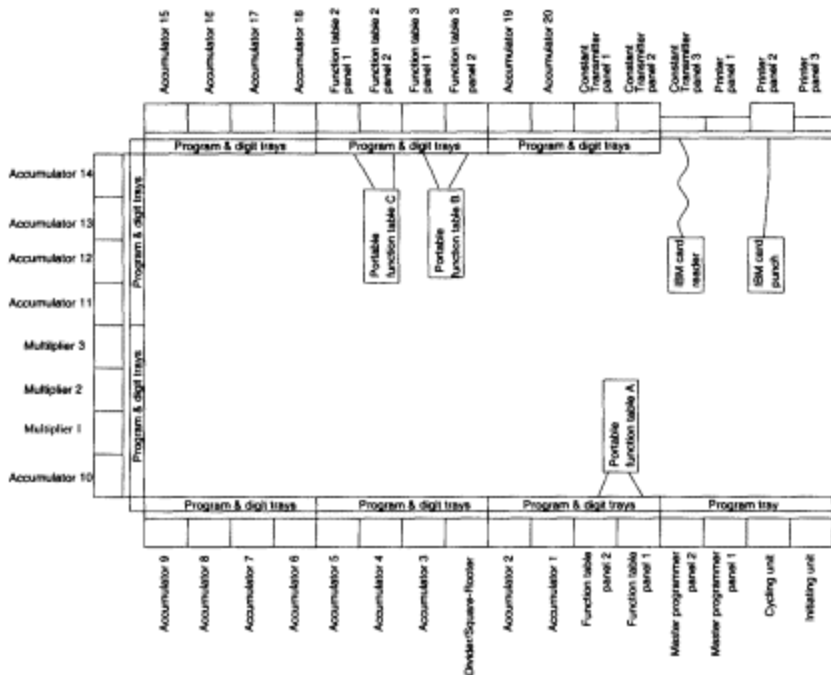 Accumulator 15
Accumulator 16
Accumulator 17
Accumulator 18
Function table 2
panel 1
Function table 2
panel 2
Function table 3
panel 1
Function table 3
panel 2
Accumulator 19
Accumulator 20
Constant
Transmitter
panel 1
Constant
Transmitter
panel 2
Constant
Transmitter
panel 3
Printer
panel 1
Printer
panel 2
Printer
panel 3
Program & digit trays
Program & digit trays
Program & digit trays
Accumulator 14
Accumulator 13
Accumulator 12
Accumulator 11
Multiplier 3
Multiplier 2
Multiplier 1
Accumulator 10
Program & digit trays
Program & digit trays
Portable
function table C
Portable
function table B
IBM card
reader
IBM card
punch
Portable
function table A
Program & digit trays
Program & digit trays
Program & digit trays
Program tray
Accumulator 9
Accumulator 8
Accumulator 7
Accumulator 6
Accumulator 5
Accumulator 4
Accumulator 3
Divider/Square-Rooter
Accumulator 2
Accumulator 1
Function table
panel 2
Function table
panel 1
Master programmer
panel 2
Master programmer
panel 1
Cycling unit
Initiating unit